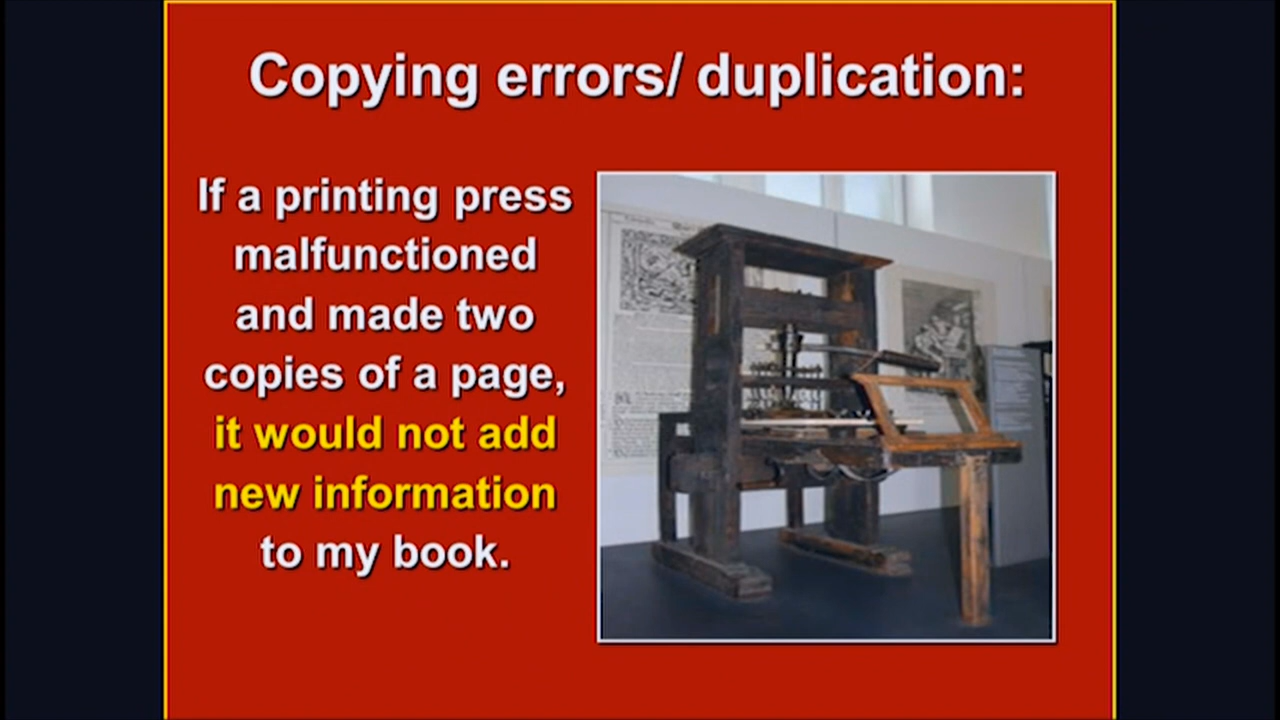 Copying errors/ duplication:
If a printing press
malfunctioned
and made two
copies of a page,
it would not add
new information
to my book.